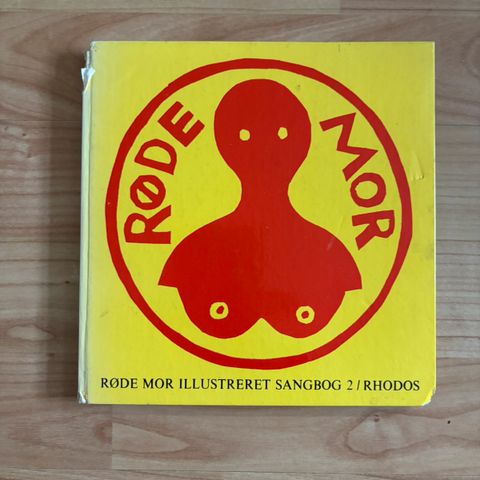 RØDE MOR
RØDE MOR ILLUSTRERET SANGBOG 2 / RHODOS